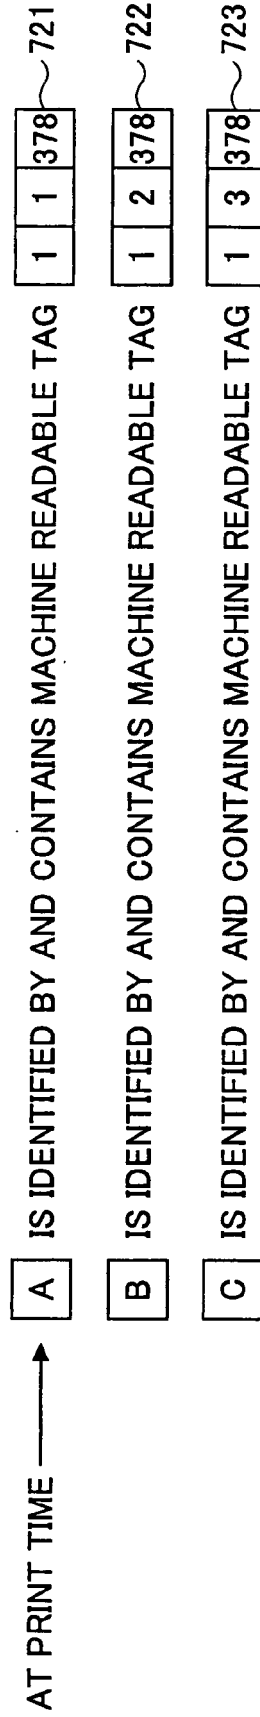 AT PRINT TIME A IS IDENTIFIED BY AND CONTAINS MACHINE READABLE TAG 1 1 378 721
B IS IDENTIFIED BY AND CONTAINS MACHINE READABLE TAG 1 2 378 722
C IS IDENTIFIED BY AND CONTAINS MACHINE READABLE TAG 1 3 378 723